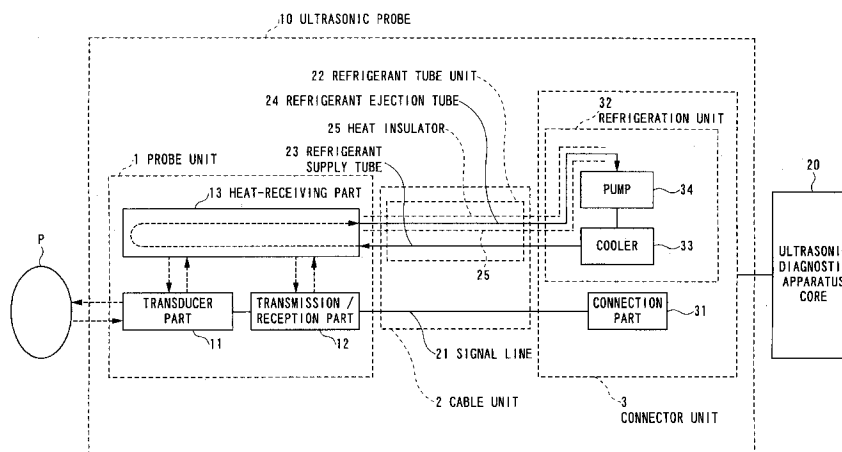 10 ULTRASONIC PROBE
22 REFRIGERANT TUBE UNIT
24 REFRIGERANT EJECTION TUBE
32
REFRIGERATION UNIT
25 HEAT INSULATOR
1 PROBE UNIT
23 REFRIGERANT
SUPPLY TUBE
13 HEAT-RECEIVING PART
PUMP
34
20
P
COOLER
33
25
ULTRASONIC
DIAGNOSTIC
APPARATUS
CORE
TRANSDUCER
PART
TRANSMISSION /
RECEPTION PART
CONNECTION
PART
31
11
12
21 SIGNAL LINE
2 CABLE UNIT
3
CONNECTOR UNIT